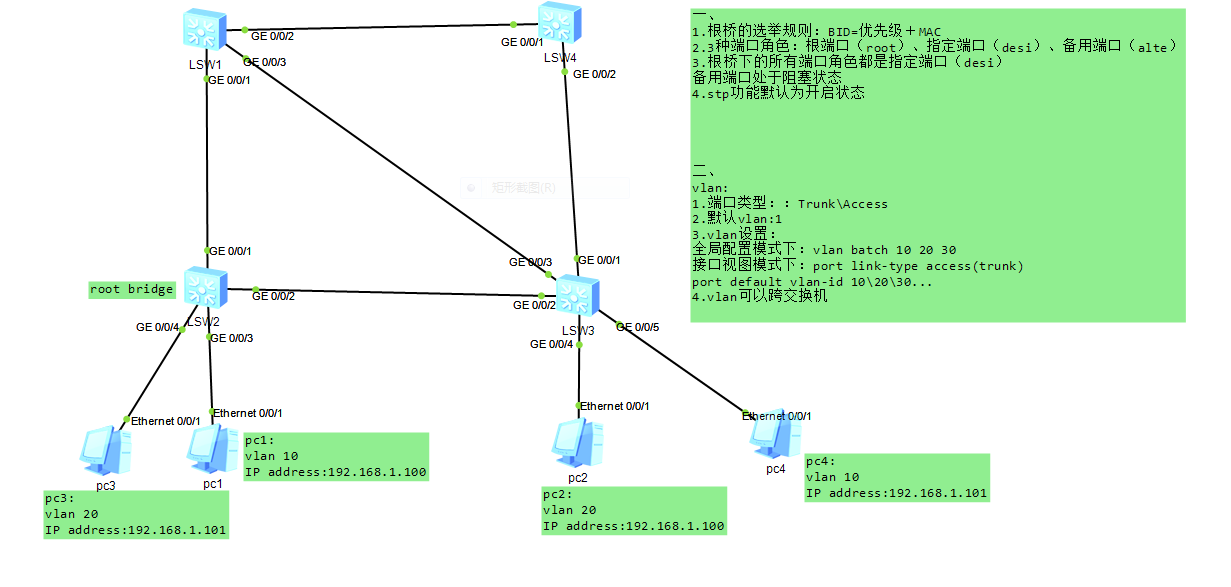 GE 0/0/2
GE 0/0/1
LSW1
GE 0/0/3
LSW4
GE 0/0/1
GE 0/0/2
矩形截图(R)
GE 0/0/1
GE 0/0/3
GE 0/0/1
root bridge
GE 0/0/2
GE 0/0/2
LSW2
GE 0/0/4
GE 0/0/3
LSW3
GE 0/0/5
GE 0/0/4
Ethernet 0/0/1
Ethernet 0/0/1
Ethernet 0/0/1
Ethernet 0/0/1
pc3
pc1
pc2
pc4
pc1:
vlan 10
IP address:192.168.1.100
pc3:
vlan 20
IP address:192.168.1.101
pc2:
vlan 20
IP address:192.168.1.100
pc4:
vlan 10
IP address:192.168.1.101
一、
1.根桥的选举规则：BID=优先级＋MAC
2.3种端口角色：根端口（root）、指定端口（desi）、备用端口（alte）
3.根桥下的所有端口角色都是指定端口（desi）
备用端口处于阻塞状态
4.stp功能默认为开启状态
二、
vlan:
1.端口类型：：Trunk\Access
2.默认vlan:1
3.vlan设置：
全局配置模式下：vlan batch 10 20 30
接口视图模式下：port link-type access(trunk)
port default vlan-id 10\20\30...
4.vlan可以跨交换机